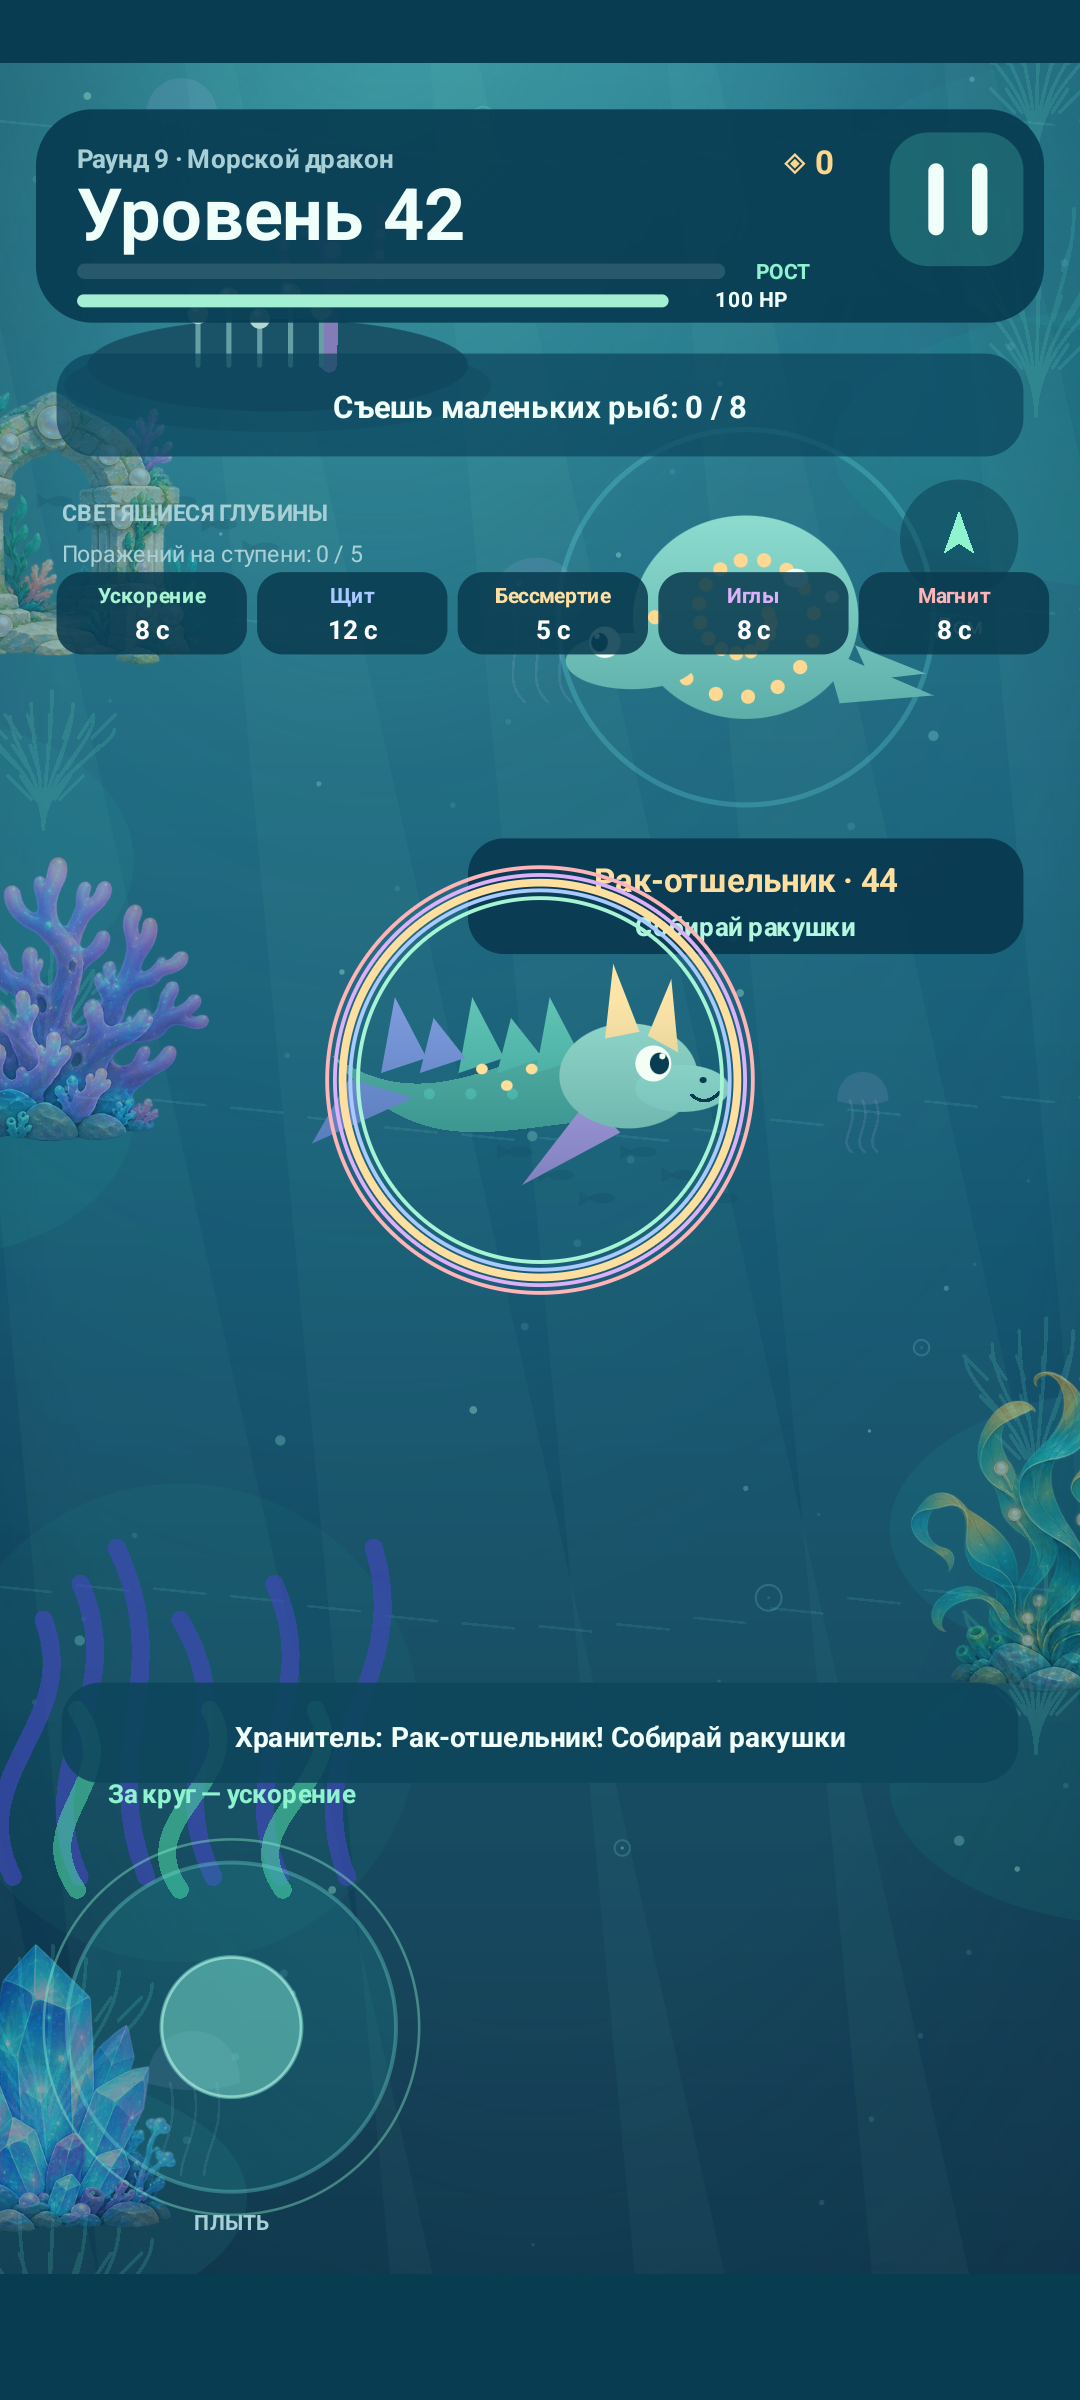 Раунд 9 · Морской дракон
0
Уровень 42
РОСТ
100 HP
Съешь маленьких рыб: 0 / 8
СВЕТЯЩИЕСЯ ГЛУБИНЫ
Поражений на ступени: 0 / 5
Ускорение
8 с
Щит
12 с
Бессмертие
5 с
Иглы
8 с
Магнит
8 с
Рак-отшельник · 44
Собирай ракушки
Хранитель: Рак-отшельник! Собирай ракушки
За круг — ускорение
ПЛЫТЬ